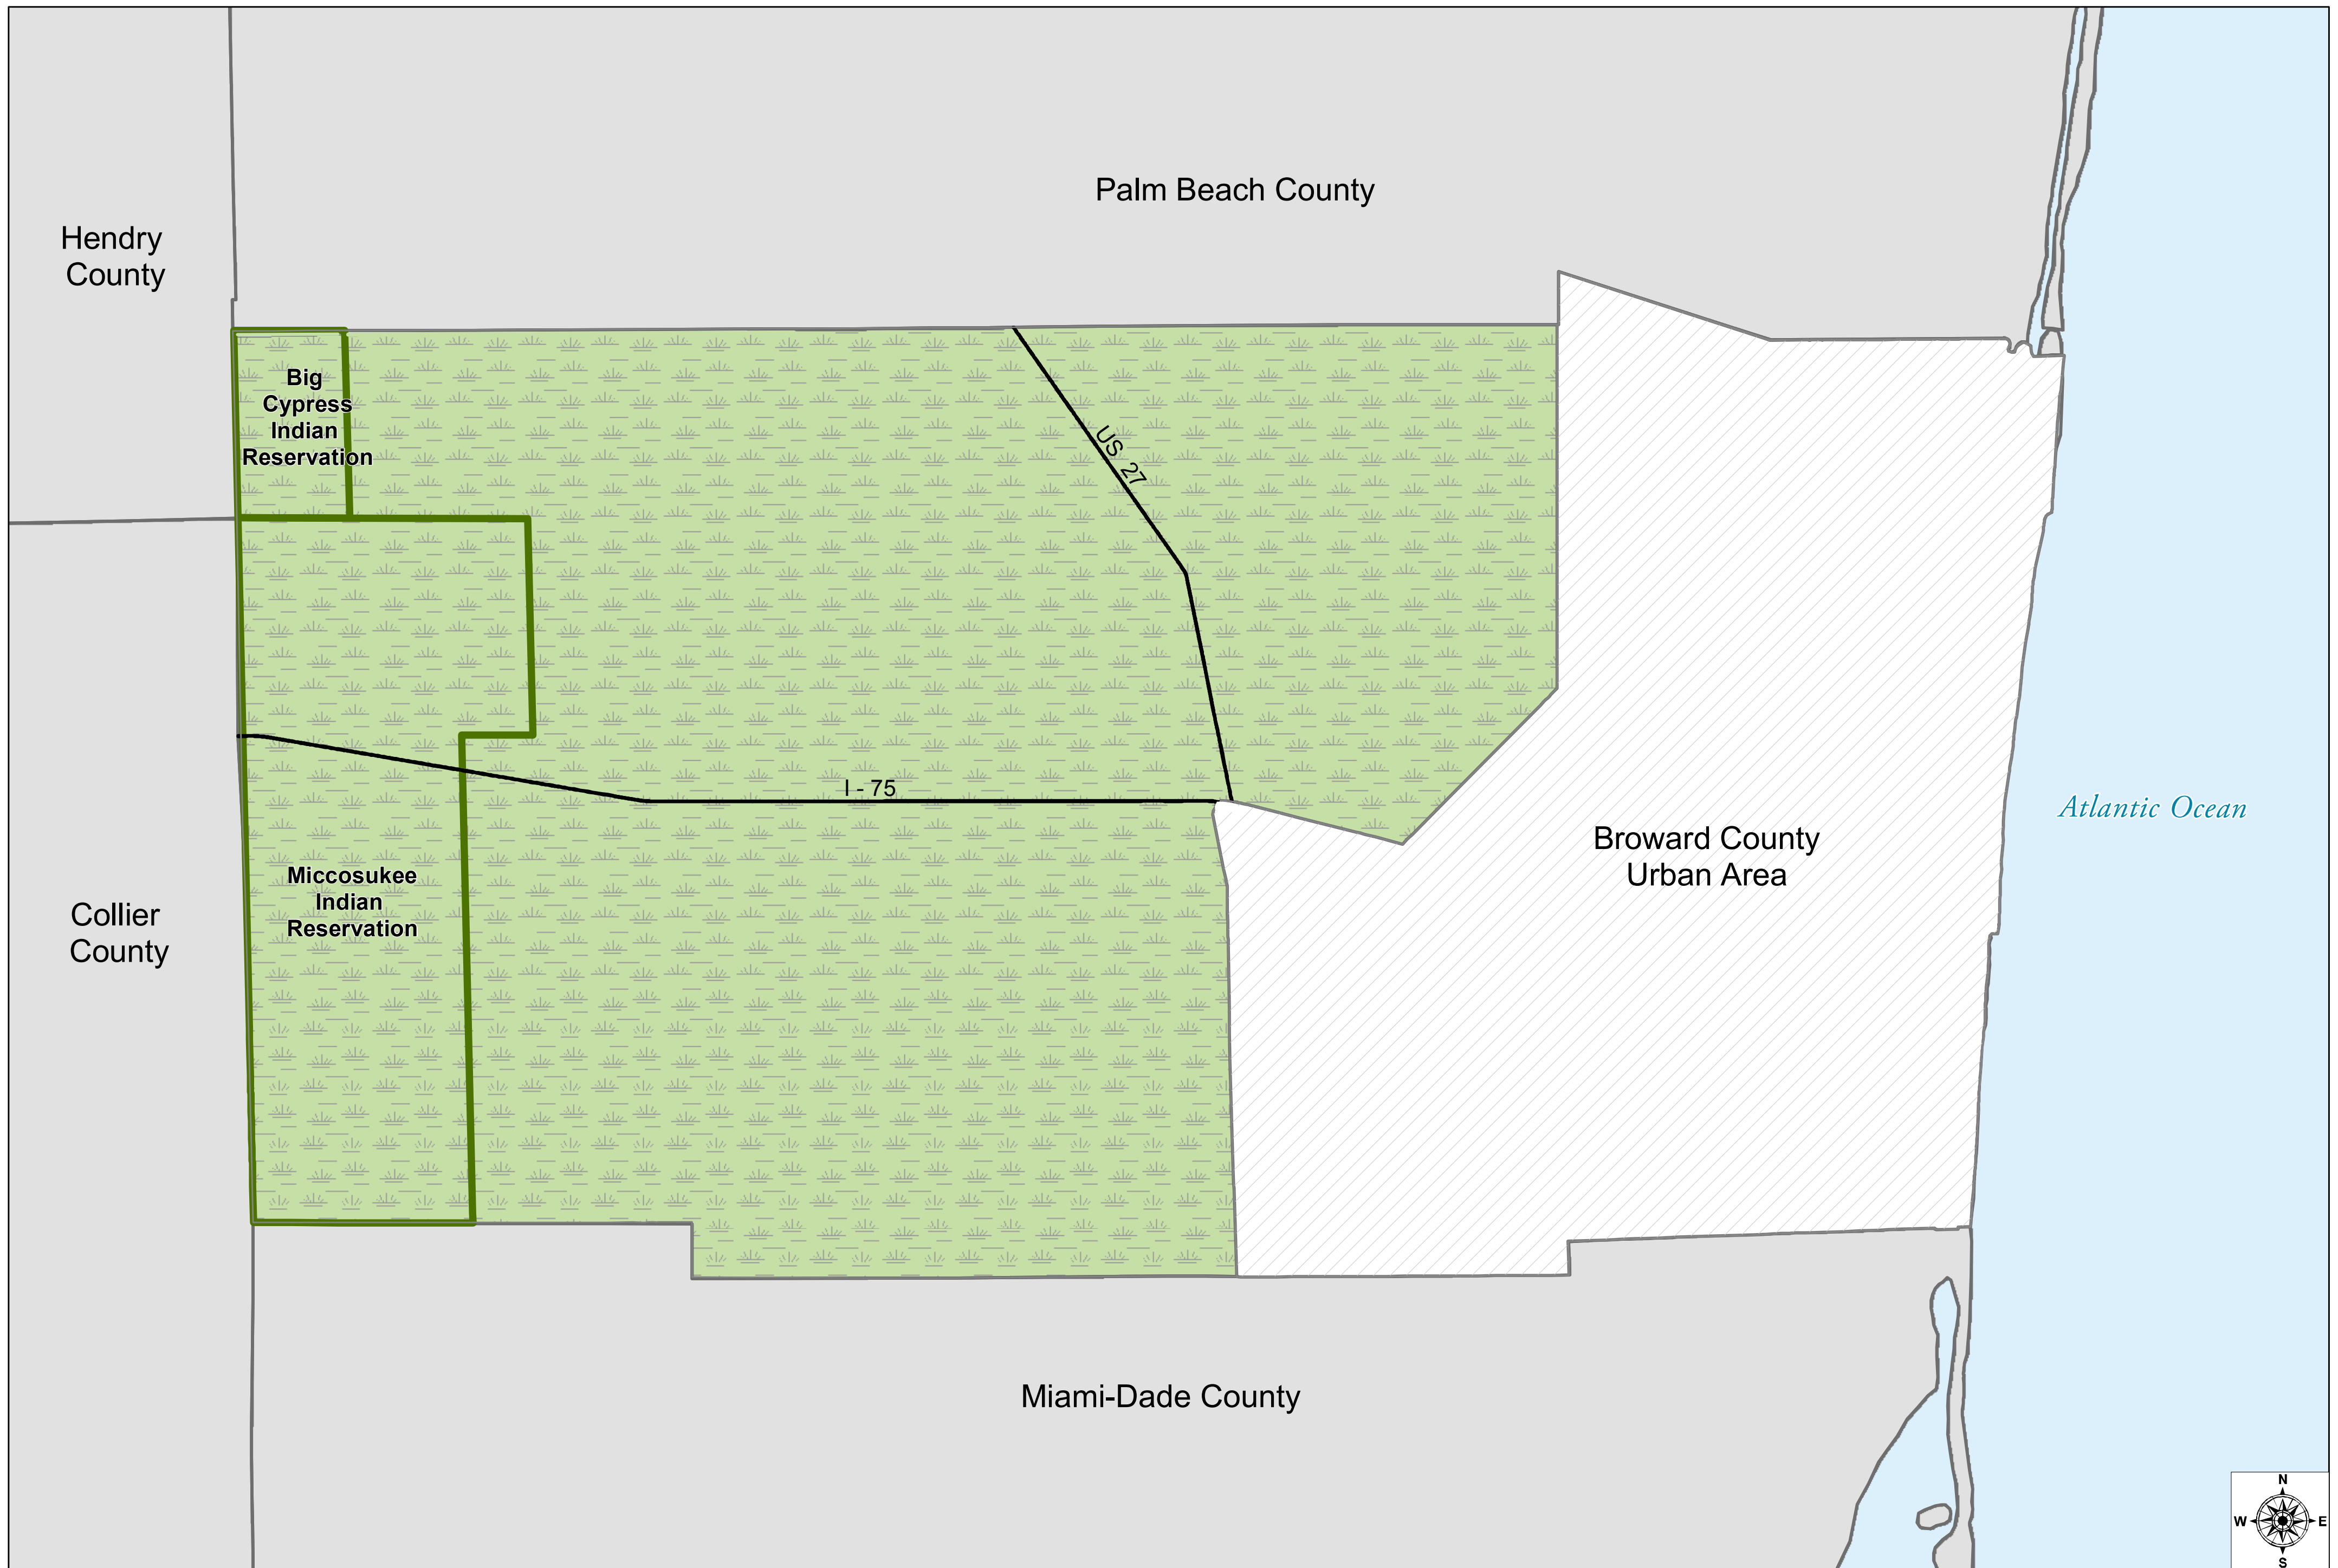 Palm Beach County
Hendry
County
Big
Cypress
Indian
Reservation
US 27
I - 75
Atlantic Ocean
Broward County
Urban Area
Miccosukee
Indian
Reservation
Collier
County
Miami-Dade County
N
W
E
S